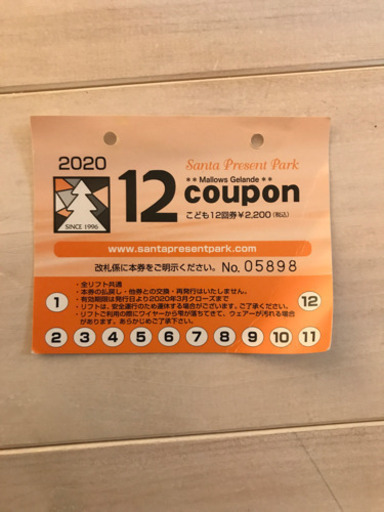 2020
Santa Present Park
** Mallows Gelande **
12 coupon
こども12回券¥2,200(税込)
SINCE 1996
www.santapresentpark.com
改札係に本券をご明示ください。 No. 05898
・全リフト共通
・本券の払戻し・他券との交換・再発行はいたしません。
・有効期間は発行日より2020年3月クローズまで
・リフトは、安全運行のため運休する場合がございます。ご了承ください。
・リフトご利用の際にワイヤーから雫が落ちてきて、ウェアーが汚れる場合
があります。あらかじめご了承下さい。
1 12
2 3 4 5 6 7 8 9 10 11